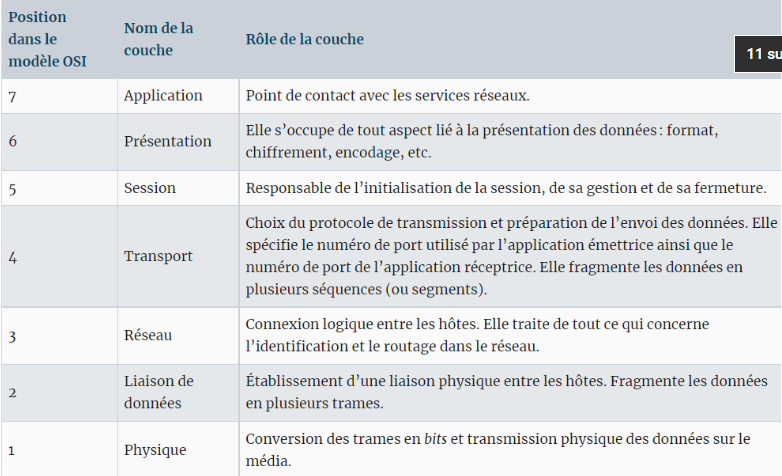 Position
dans le
modèle OSI
Nom de la
couche
Rôle de la couche
11 su
7
Application
Point de contact avec les services réseaux.
6
Présentation
Elle s’occupe de tout aspect lié à la présentation des données : format,
chiffrement, encodage, etc.
5
Session
Responsable de l’initialisation de la session, de sa gestion et de sa fermeture.
4
Transport
Choix du protocole de transmission et préparation de l’envoi des données. Elle
spécifie le numéro de port utilisé par l’application émettrice ainsi que le
numéro de port de l’application réceptrice. Elle fragmente les données en
plusieurs séquences (ou segments).
3
Réseau
Connexion logique entre les hôtes. Elle traite de tout ce qui concerne
l’identification et le routage dans le réseau.
2
Liaison de
données
Établissement d’une liaison physique entre les hôtes. Fragmente les données
en plusieurs trames.
1
Physique
Conversion des trames en bits et transmission physique des données sur le
média.